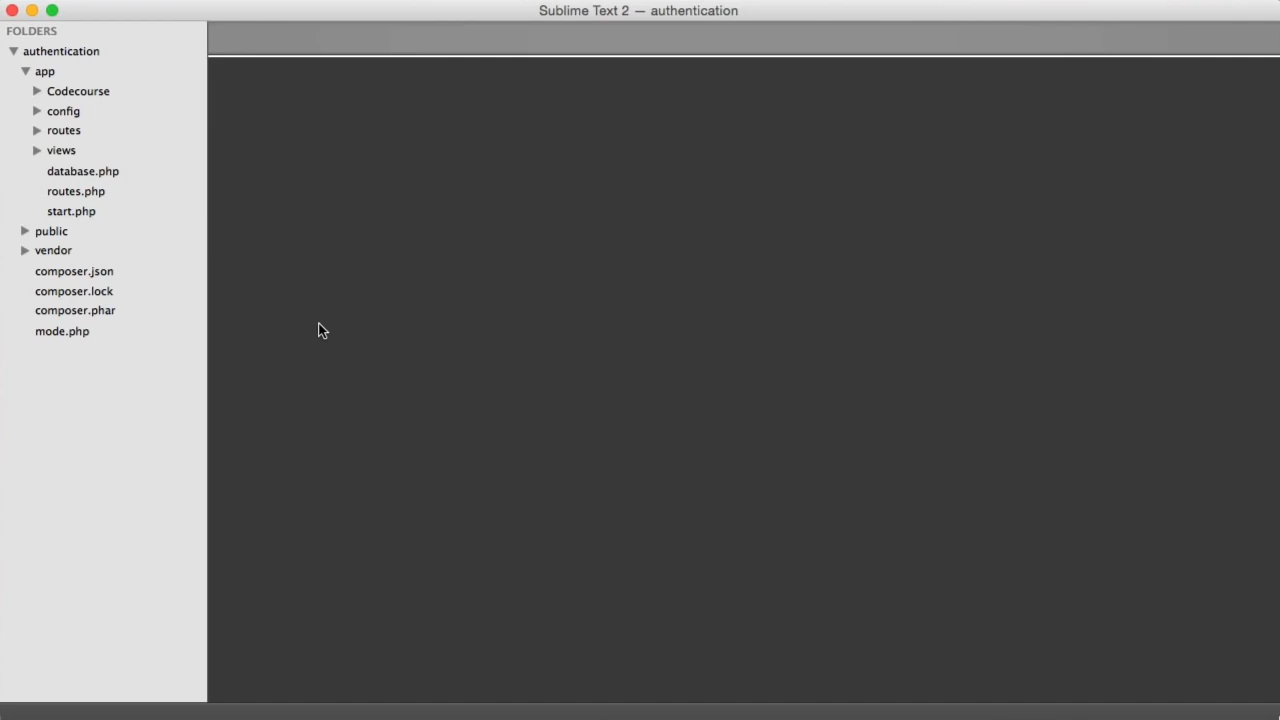 Sublime Text 2 — authentication
FOLDERS
authentication
app
Codecourse
config
routes
views
database.php
routes.php
start.php
public
vendor
composer.json
composer.lock
composer.phar
mode.php